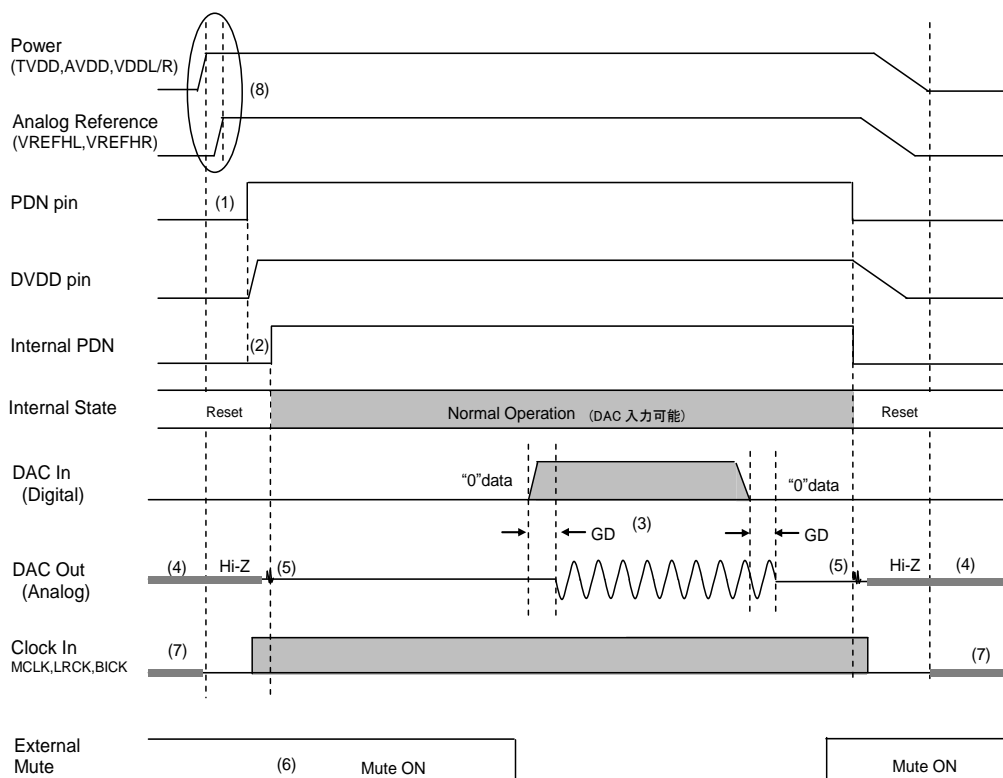 Power
(TVDD,AVDD,VDDL/R)
(8)
Analog Reference
(VREFHL,VREFHR)
PDN pin
(1)
DVDD pin
Internal PDN
(2)
Internal State
Reset
Normal Operation (DAC 入力可能)
Reset
DAC In
(Digital)
“0”data
“0”data
GD
(3)
GD
DAC Out
(Analog)
(4)
Hi-Z
(5)
(5)
Hi-Z
(4)
Clock In
MCLK,LRCK,BICK
(7)
(7)
External
Mute
(6)
Mute ON
Mute ON